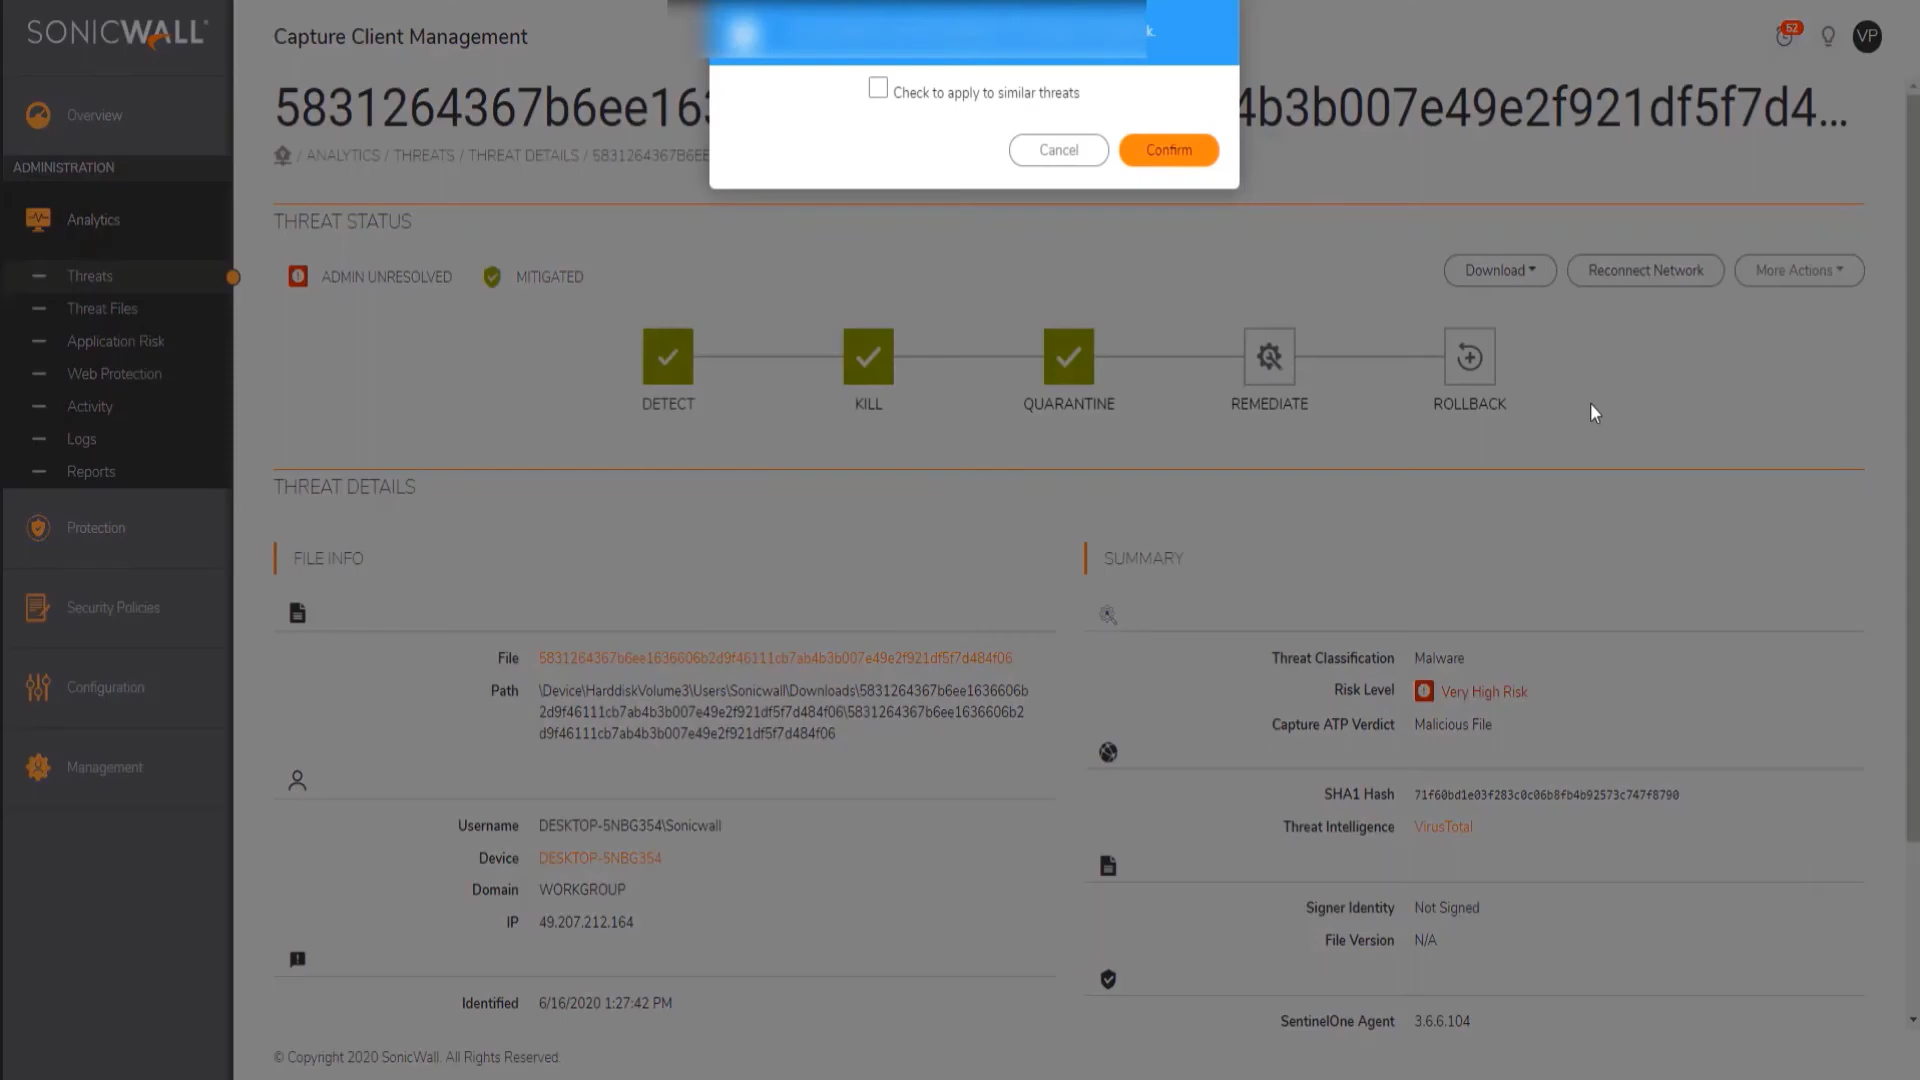 SONICWALL
Capture Client Management
52
VP
k.
Check to apply to similar threats
Cancel
Confirm
5831264367b6ee163
4b3b007e49e2f921df5f7d4...
/ ANALYTICS / THREATS / THREAT DETAILS / 5831264367B6EE
Overview
ADMINISTRATION
Analytics
Threats
Threat Files
Application Risk
Web Protection
Activity
Logs
Reports
Protection
Security Policies
Configuration
Management
THREAT STATUS
ADMIN UNRESOLVED
MITIGATED
Download
Reconnect Network
More Actions
DETECT
KILL
QUARANTINE
REMEDIATE
ROLLBACK
THREAT DETAILS
FILE INFO
File 5831264367b6ee1636606b2d9f46111cb7ab4b3b007e49e2f921df5f7d484f06
Path \Device\HarddiskVolume3\Users\Sonicwall\Downloads\5831264367b6ee1636606b
2d9f46111cb7ab4b3b007e49e2f921df5f7d484f06\5831264367b6ee1636606b2
d9f46111cb7ab4b3b007e49e2f921df5f7d484f06
Username DESKTOP-5NBG354\Sonicwall
Device DESKTOP-5NBG354
Domain WORKGROUP
IP 49.207.212.164
Identified 6/16/2020 1:27:42 PM
SUMMARY
Threat Classification Malware
Risk Level Very High Risk
Capture ATP Verdict Malicious File
SHA1 Hash 71f60bd1e03f283c0c06b8fb4b92573c747f8790
Threat Intelligence VirusTotal
Signer Identity Not Signed
File Version N/A
SentinelOne Agent 3.6.6.104
© Copyright 2020 SonicWall. All Rights Reserved.